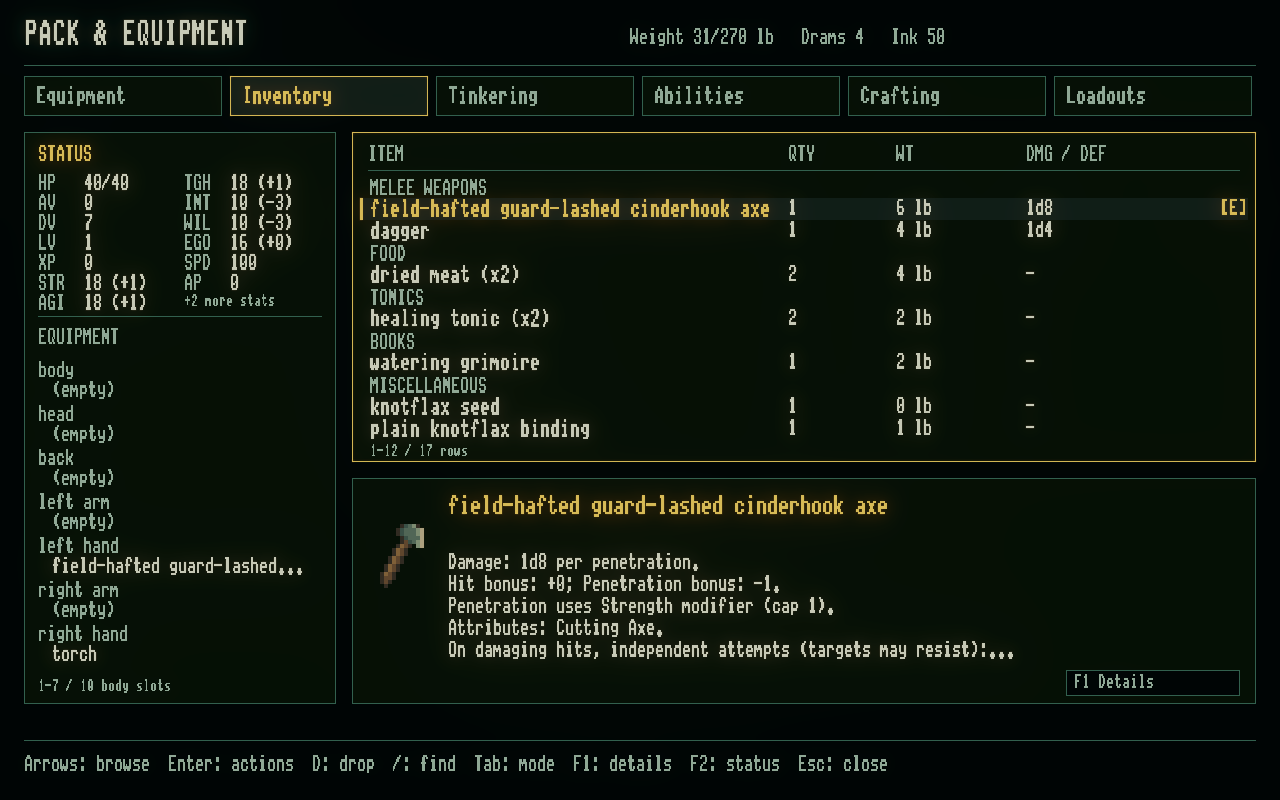 PACK & EQUIPMENT
Weight 31/270 lb Drams 4 Ink 50
Equipment Inventory Tinkering Abilities Crafting Loadouts
STATUS
HP 40/40 TGH 18 (+1)
AV 0 INT 10 (-3)
DV 7 WIL 10 (-3)
LV 1 EGO 16 (+0)
XP 0 SPD 100
STR 18 (+1) AP 0
AGI 18 (+1) +2 more stats
EQUIPMENT
body
(empty)
head
(empty)
back
(empty)
left arm
(empty)
left hand
field-hafted guard-lashed...
right arm
(empty)
right hand
torch
1-7 / 10 body slots
ITEM QTY WT DMG / DEF
MELEE WEAPONS
field-hafted guard-lashed cinderhook axe 1 6 lb 1d8 [E]
dagger 1 4 lb 1d4
FOOD
dried meat (x2) 2 4 lb -
TONICS
healing tonic (x2) 2 2 lb -
BOOKS
watering grimoire 1 2 lb -
MISCELLANEOUS
knotflax seed 1 0 lb -
plain knotflax binding 1 1 lb -
1-12 / 17 rows
field-hafted guard-lashed cinderhook axe
Damage: 1d8 per penetration.
Hit bonus: +0; Penetration bonus: -1.
Penetration uses Strength modifier (cap 1).
Attributes: Cutting Axe.
On damaging hits, independent attempts (targets may resist):...
F1 Details
Arrows: browse Enter: actions D: drop /: find Tab: mode F1: details F2: status Esc: close